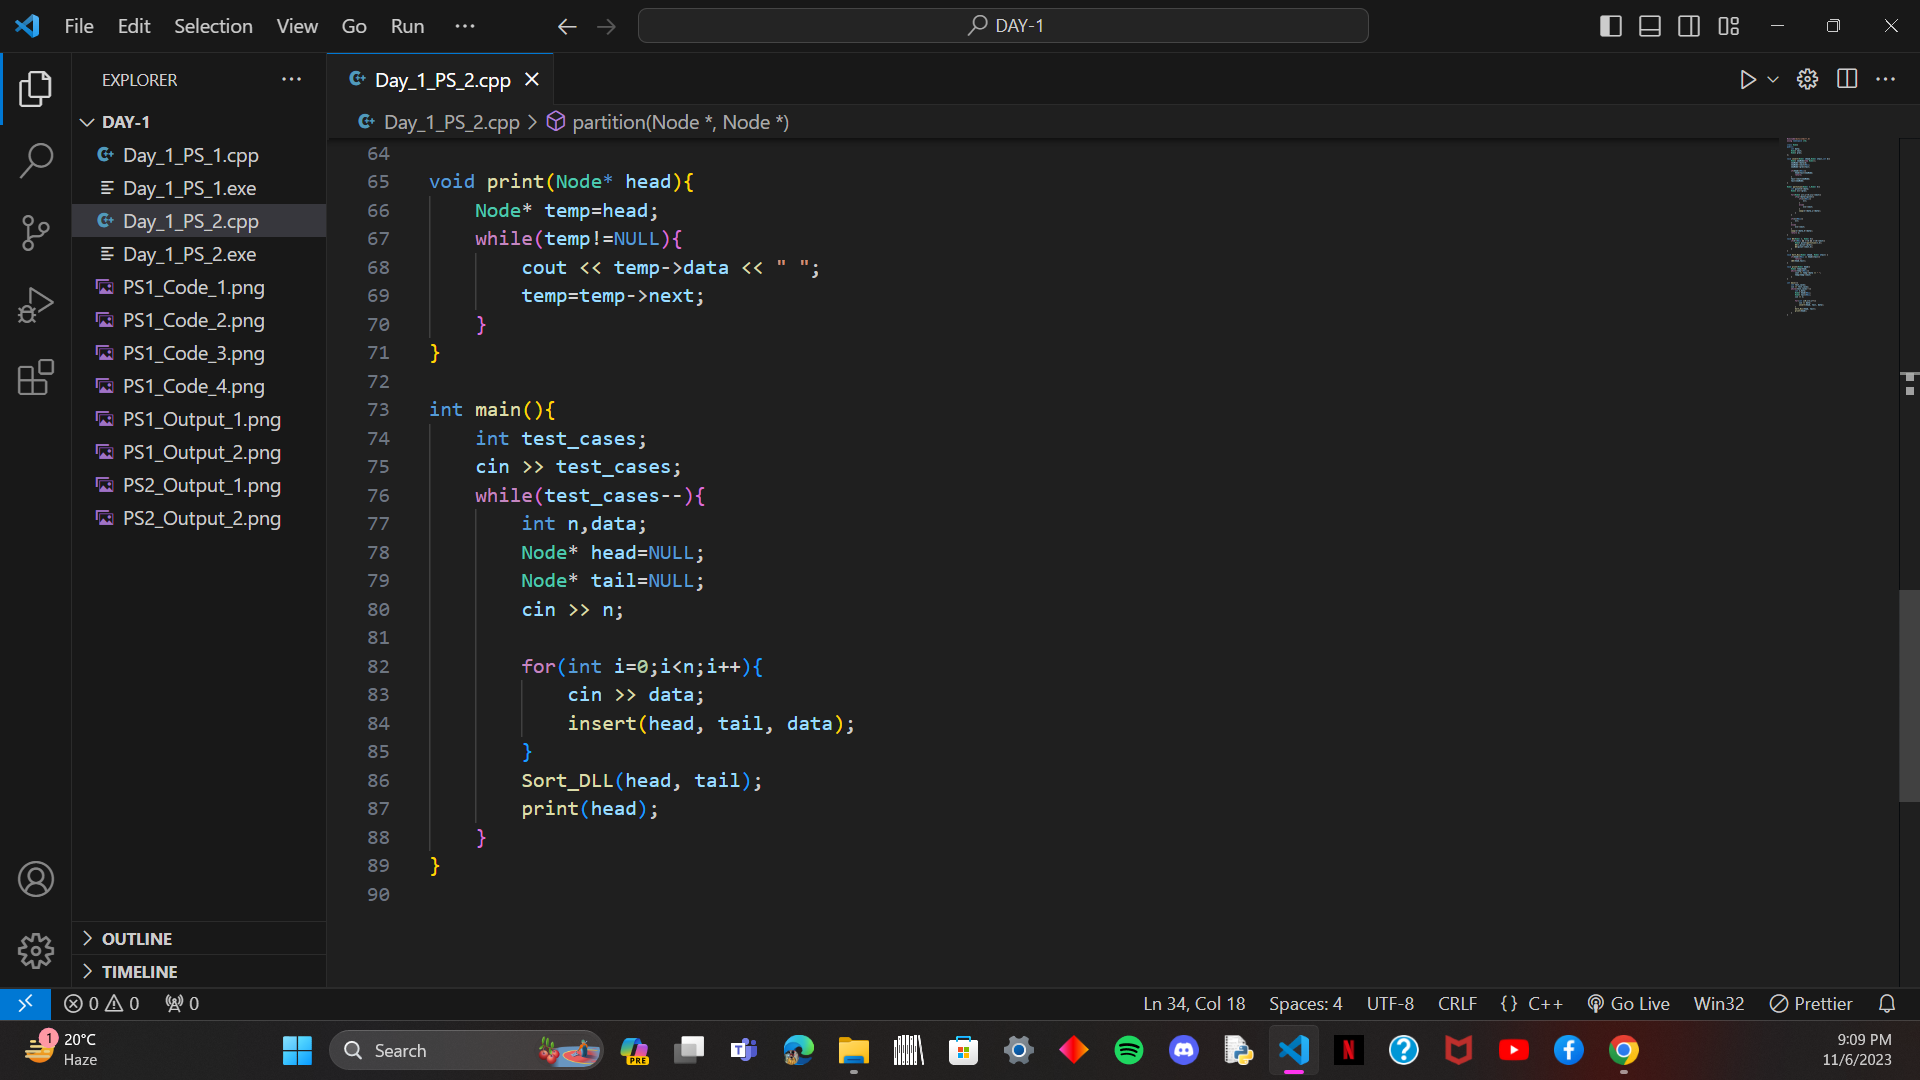 File Edit Selection View Go Run ··· DAY-1
EXPLORER ···
Day_1_PS_2.cpp
Day_1_PS_2.cpp > partition(Node *, Node *)
DAY-1
Day_1_PS_1.cpp
Day_1_PS_1.exe
Day_1_PS_2.cpp
Day_1_PS_2.exe
PS1_Code_1.png
PS1_Code_2.png
PS1_Code_3.png
PS1_Code_4.png
PS1_Output_1.png
PS1_Output_2.png
PS2_Output_1.png
PS2_Output_2.png
OUTLINE
TIMELINE
64
65 void print(Node* head){
66     Node* temp=head;
67     while(temp!=NULL){
68         cout << temp->data << " ";
69         temp=temp->next;
70     }
71 }
72
73 int main(){
74     int test_cases;
75     cin >> test_cases;
76     while(test_cases--){
77         int n,data;
78         Node* head=NULL;
79         Node* tail=NULL;
80         cin >> n;
81
82         for(int i=0;i<n;i++){
83             cin >> data;
84             insert(head, tail, data);
85         }
86         Sort_DLL(head, tail);
87         print(head);
88     }
89 }
90
0 0 0 Ln 34, Col 18 Spaces: 4 UTF-8 CRLF {} C++ Go Live Win32 Prettier
1 20°C
Haze
Search
PRE
9:09 PM
11/6/2023